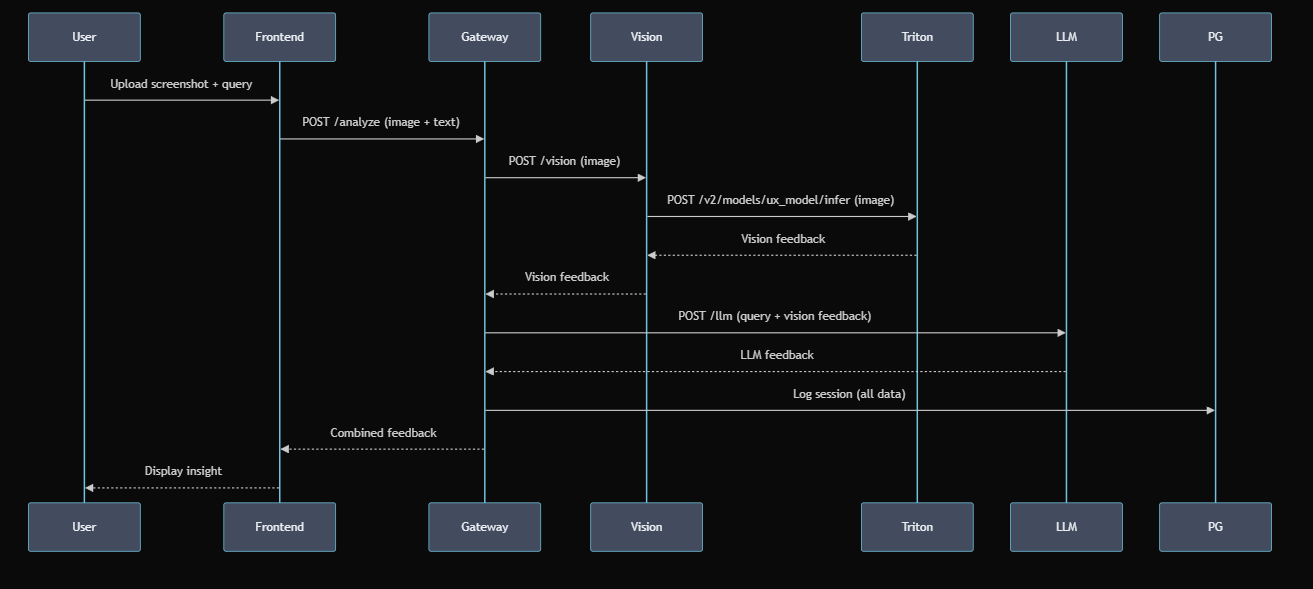 User
Frontend
Gateway
Vision
Triton
LLM
PG
Upload screenshot + query
POST /analyze (image + text)
POST /vision (image)
POST /v2/models/ux_model/infer (image)
Vision feedback
Vision feedback
POST /llm (query + vision feedback)
LLM feedback
Log session (all data)
Combined feedback
Display insight
User
Frontend
Gateway
Vision
Triton
LLM
PG